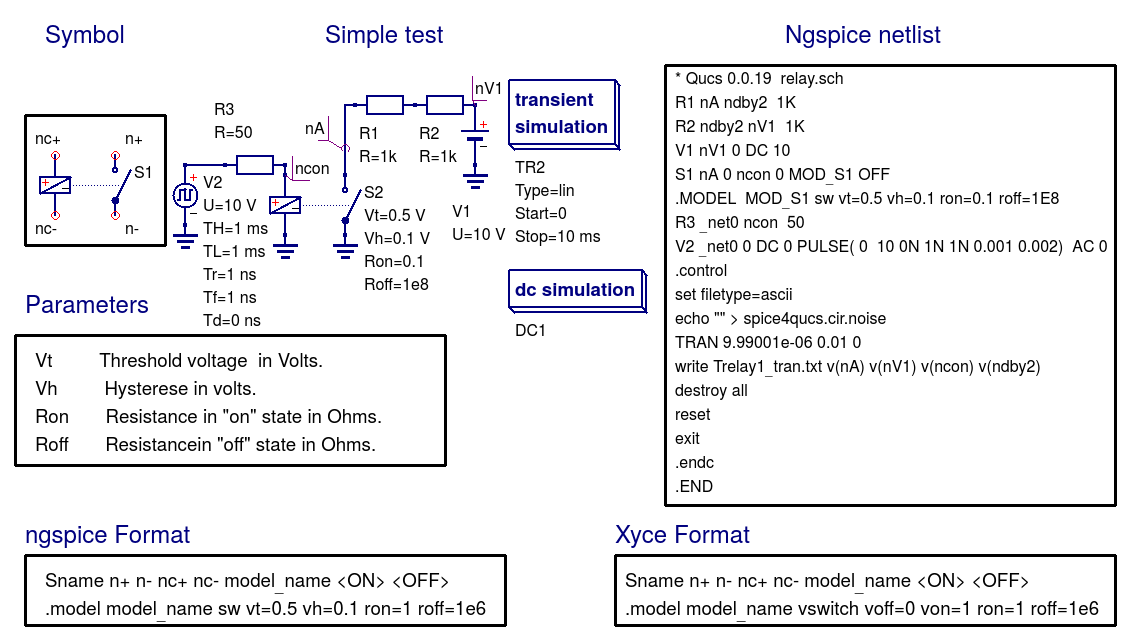 Symbol
nc+
n+
S1
nc-
n-
Simple test
R3
R=50
nA
R1
R=1k
R2
R=1k
nV1
ncon
V2
U=10 V
TH=1 ms
TL=1 ms
Tr=1 ns
Tf=1 ns
Td=0 ns
S2
Vt=0.5 V
Vh=0.1 V
Ron=0.1
Roff=1e8
V1
U=10 V
transient
simulation
TR2
Type=lin
Start=0
Stop=10 ms
dc simulation
DC1
Ngspice netlist
* Qucs 0.0.19 relay.sch
R1 nA ndby2 1K
R2 ndby2 nV1 1K
V1 nV1 0 DC 10
S1 nA 0 ncon 0 MOD_S1 OFF
.MODEL MOD_S1 sw vt=0.5 vh=0.1 ron=0.1 roff=1E8
R3 _net0 ncon 50
V2 _net0 0 DC 0 PULSE( 0 10 0N 1N 1N 0.001 0.002) AC 0
.control
set filetype=ascii
echo "" > spice4qucs.cir.noise
TRAN 9.99001e-06 0.01 0
write Trelay1_tran.txt v(nA) v(nV1) v(ncon) v(ndby2)
destroy all
reset
exit
.endc
.END
Parameters
Vt Threshold voltage in Volts.
Vh Hysterese in volts.
Ron Resistance in "on" state in Ohms.
Roff Resistancein "off" state in Ohms.
ngspice Format
Sname n+ n- nc+ nc- model_name <ON> <OFF>
.model model_name sw vt=0.5 vh=0.1 ron=1 roff=1e6
Xyce Format
Sname n+ n- nc+ nc- model_name <ON> <OFF>
.model model_name vswitch voff=0 von=1 ron=1 roff=1e6